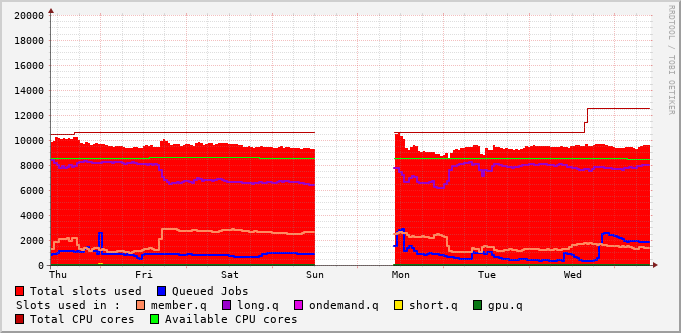 20000
18000
16000
14000
12000
10000
8000
6000
4000
2000
0
Thu Fri Sat Sun Mon Tue Wed
Total slots used Queued Jobs
Slots used in : member.q long.q ondemand.q short.q gpu.q
Total CPU cores Available CPU cores
RRDTOOL / TOBI OETIKER